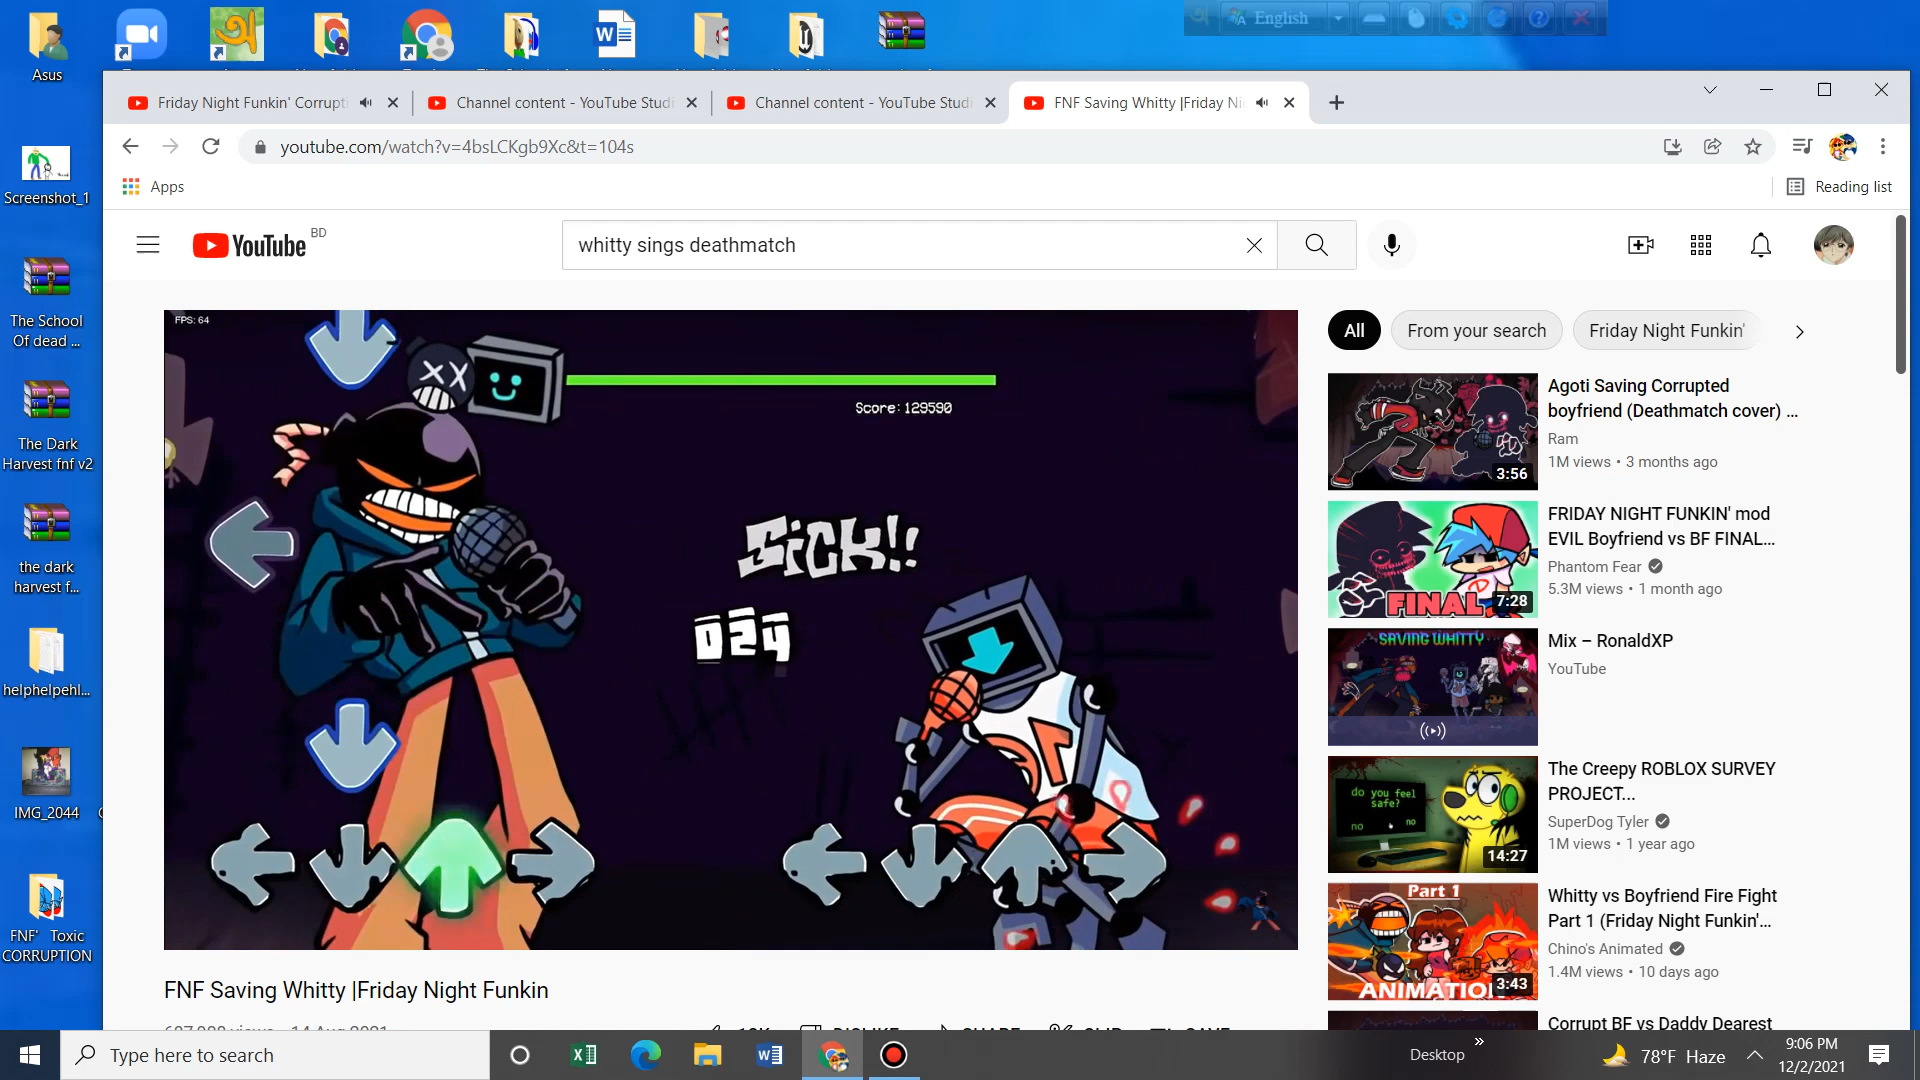 English
Asus
Screenshot_1
The School
Of dead ...
The Dark
Harvest fnf v2
the dark
harvest f...
helphelpehl...
IMG_2044
FNF' Toxic
CORRUPTION
Friday Night Funkin' Corrupt
Channel content - YouTube Studi
Channel content - YouTube Studi
FNF Saving Whitty |Friday Ni
youtube.com/watch?v=4bsLCKgb9Xc&t=104s
Apps
Reading list
YouTube BD
whitty sings deathmatch
FPS: 64
Score:129590
SiCK!!
024
FNF Saving Whitty |Friday Night Funkin
DISLIKE
SHARE
CLIP
SAVE
All
From your search
Friday Night Funkin'
Agoti Saving Corrupted
boyfriend (Deathmatch cover) ...
Ram
1M views • 3 months ago
3:56
FRIDAY NIGHT FUNKIN' mod
EVIL Boyfriend vs BF FINAL...
Phantom Fear
5.3M views • 1 month ago
FINAL
7:28
SAVING WHITTY
Mix – RonaldXP
YouTube
The Creepy ROBLOX SURVEY
PROJECT...
SuperDog Tyler
1M views • 1 year ago
do you feel
safe?
no
no
14:27
Whitty vs Boyfriend Fire Fight
Part 1 (Friday Night Funkin'...
Chino's Animated
1.4M views • 10 days ago
Part 1
ANIMATIO
3:43
Corrupt BF vs Daddy Dearest
Type here to search
Desktop
78°F Haze
9:06 PM
12/2/2021